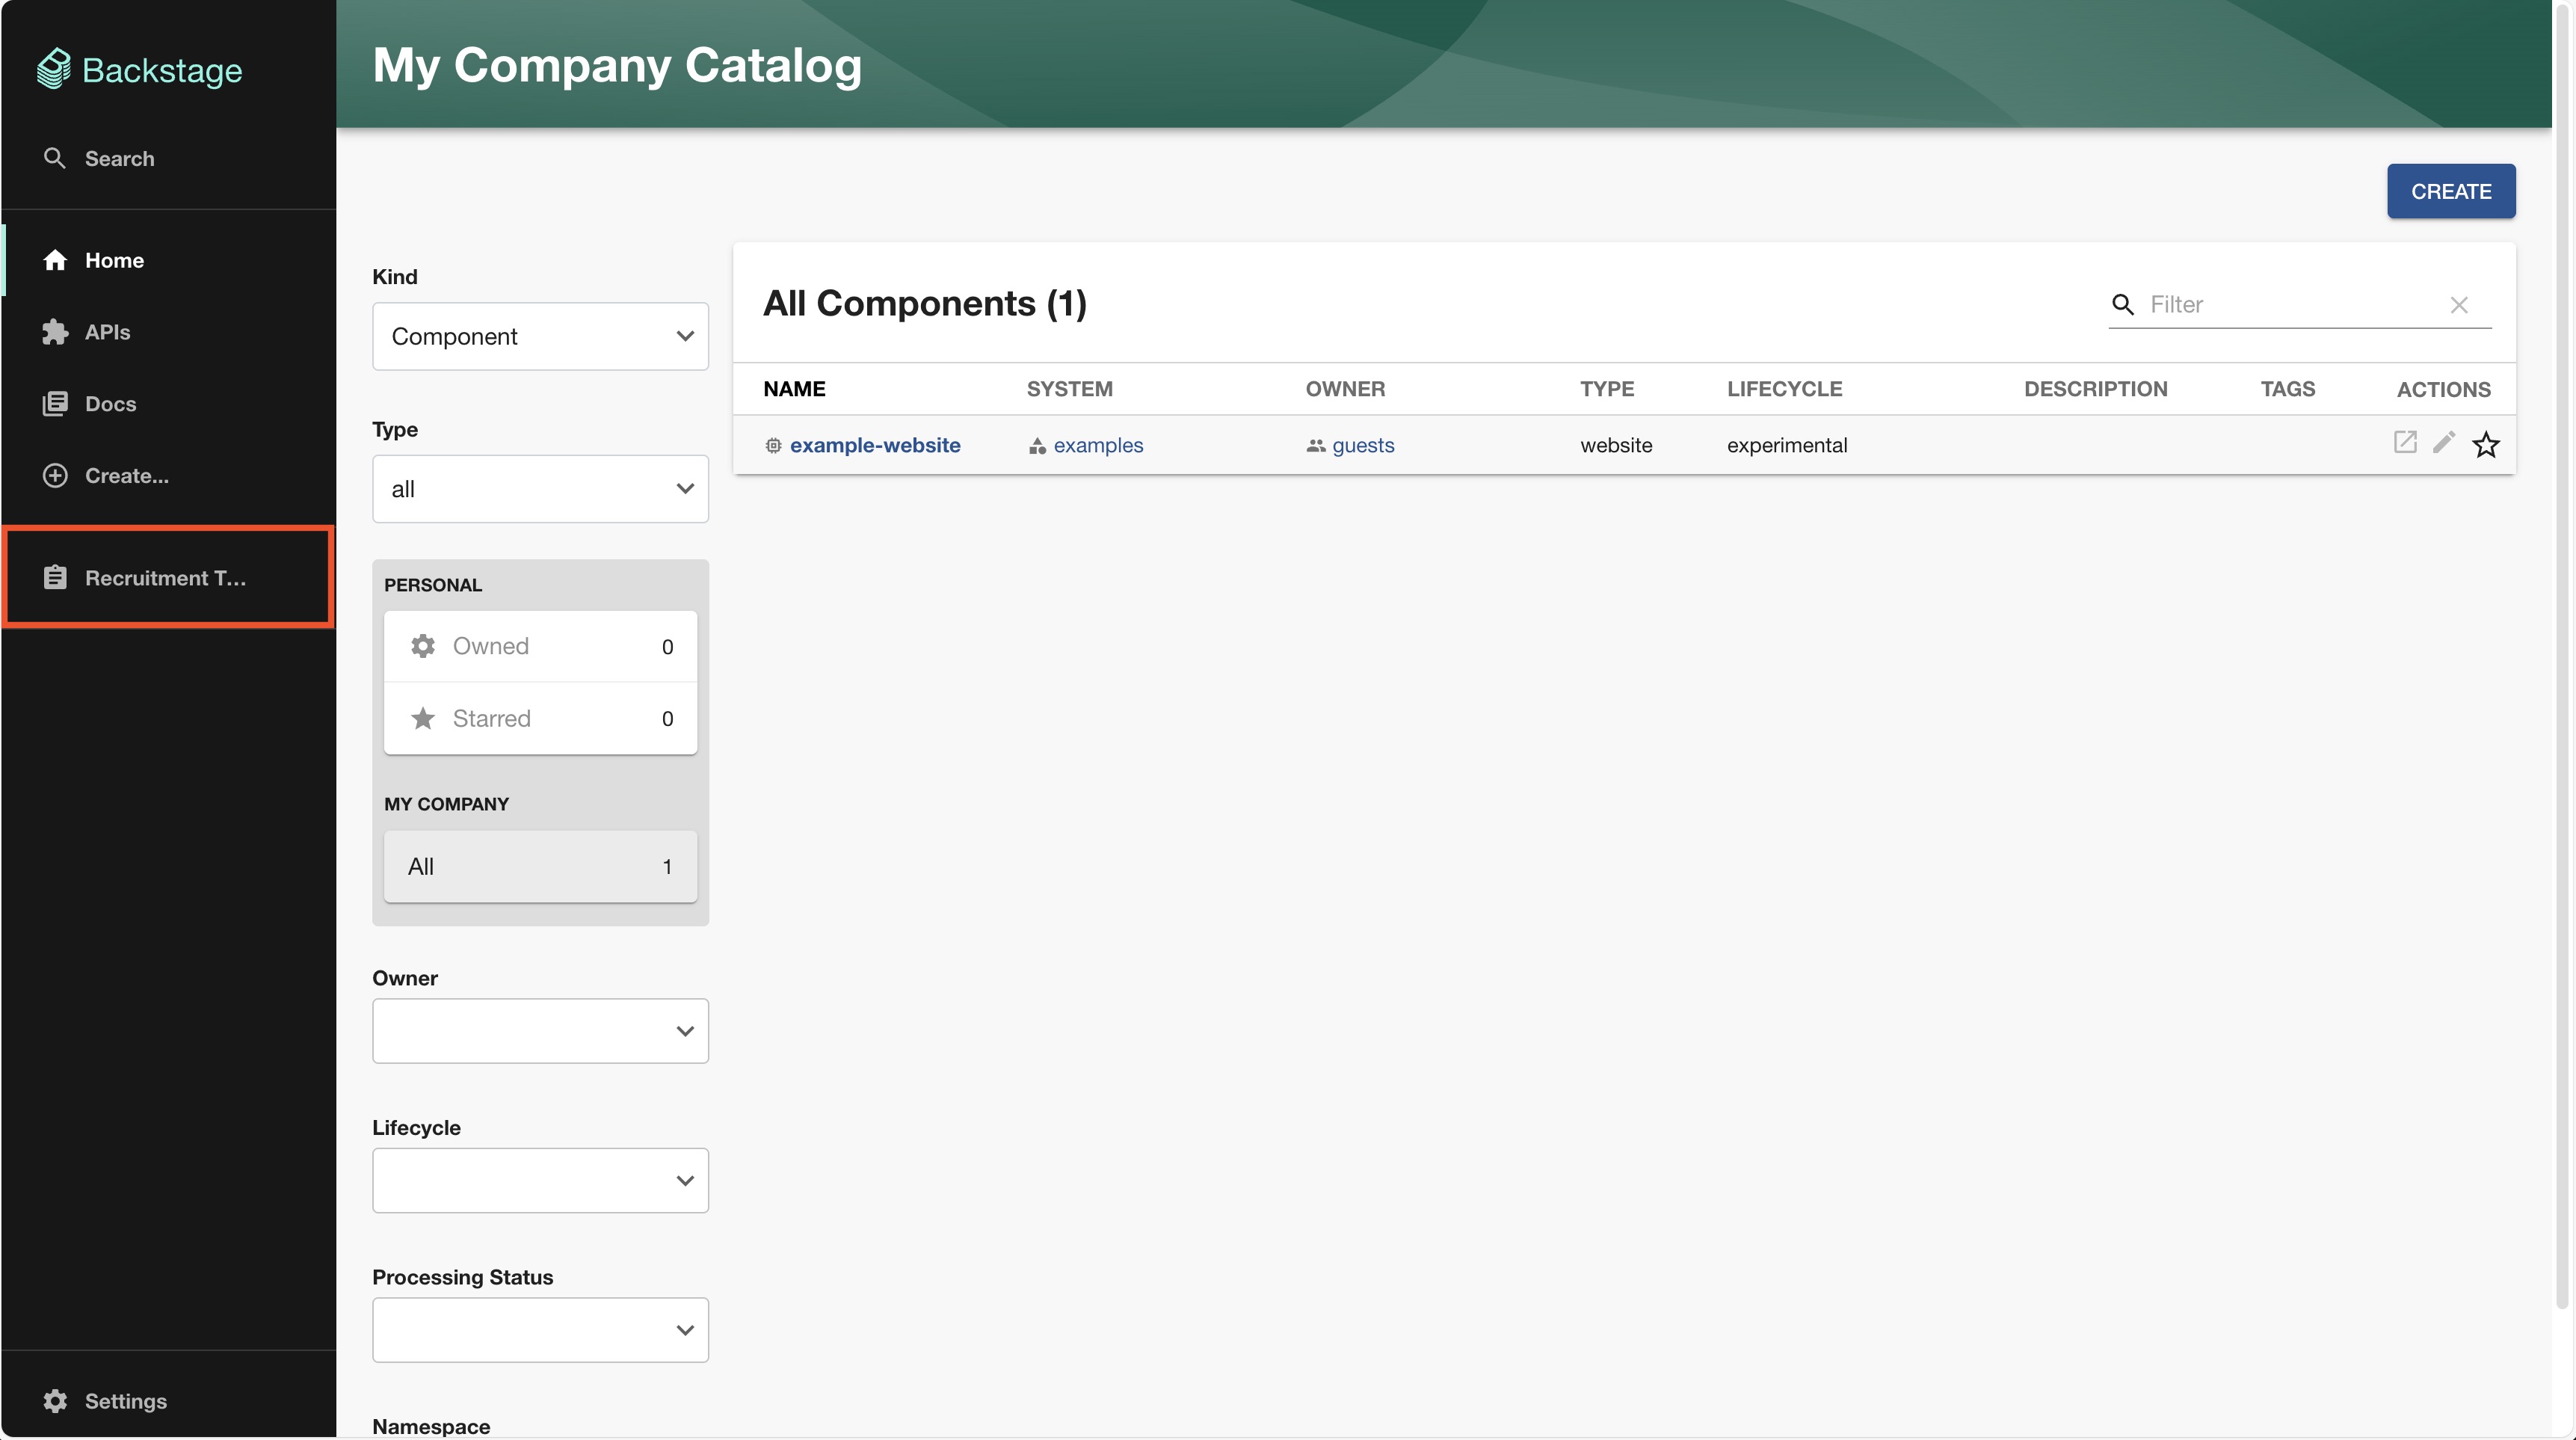 Backstage
Search
Home
APIs
Docs
Create...
Recruitment T...
Settings
My Company Catalog
CREATE
Kind
Component
Type
all
PERSONAL
Owned 0
Starred 0
MY COMPANY
All 1
Owner
Lifecycle
Processing Status
Namespace
All Components (1)
Filter
NAME SYSTEM OWNER TYPE LIFECYCLE DESCRIPTION TAGS ACTIONS
example-website examples guests website experimental